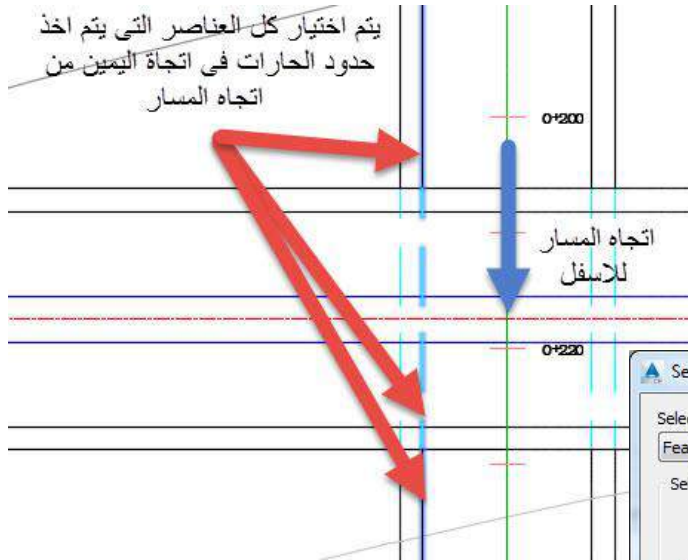 يتم اختيار كل العناصر التى يتم اخذ
حدود الحارات فى اتجاة اليمين من
اتجاه المسار
0+200
اتجاه المسار
للاسفل
0+220
Se
Selec
Fea
Se